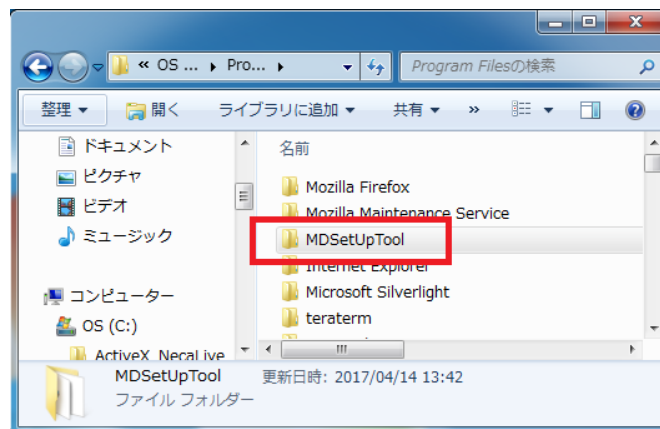 « OS ... ▸ Pro... ▸
Program Filesの検索
整理 ▼ 開く ライブラリに追加 ▼ 共有 ▼ »
ドキュメント
ピクチャ
ビデオ
ミュージック
コンピューター
OS (C:)
ActiveX_NecaLive
名前
Mozilla Firefox
Mozilla Maintenance Service
MDSetUpTool
Internet Explorer
Microsoft Silverlight
teraterm
MDSetUpTool 更新日時: 2017/04/14 13:42
ファイル フォルダー